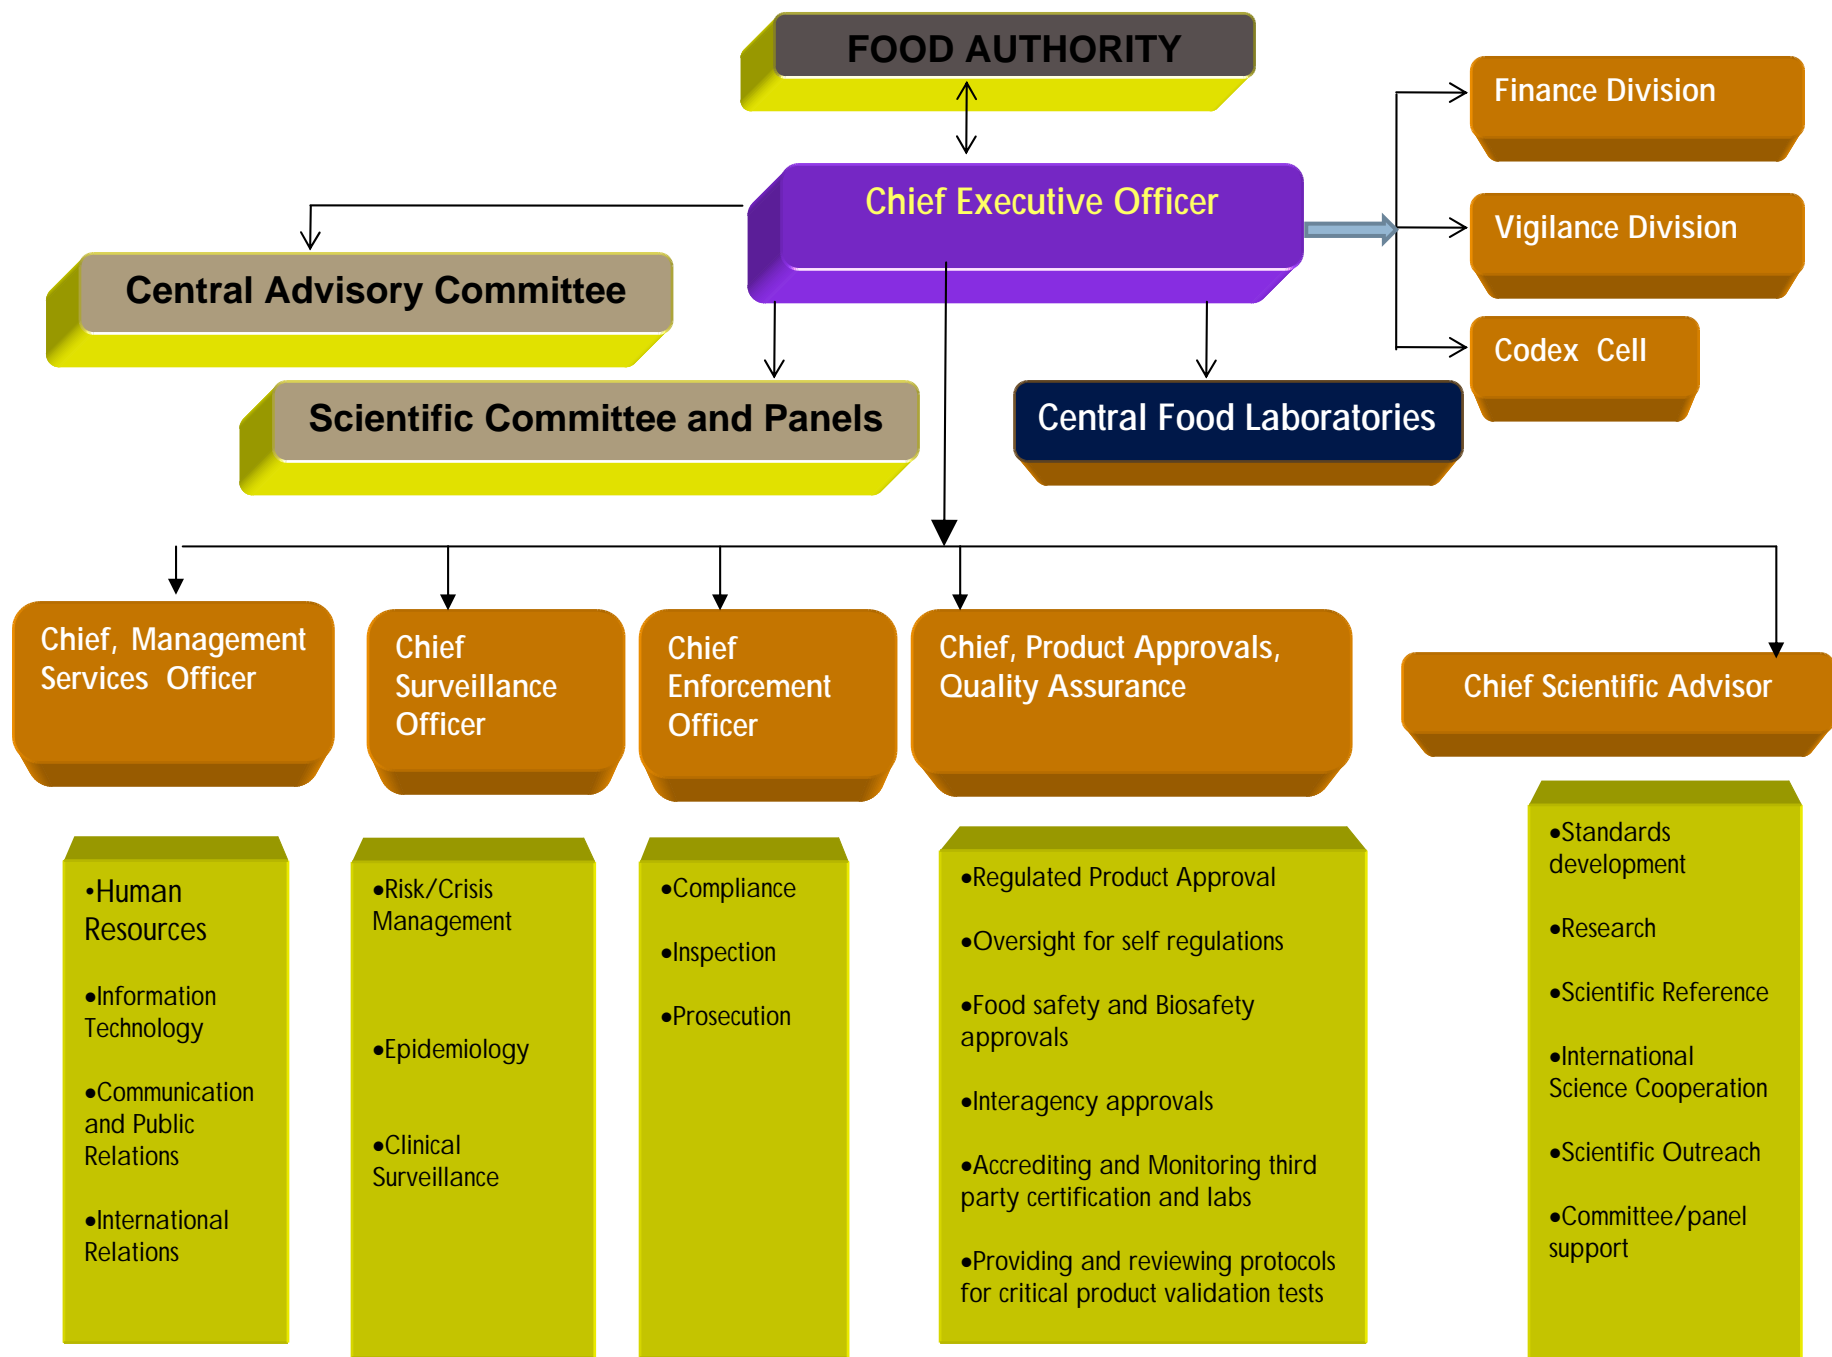 FOOD AUTHORITY
Finance Division
Chief Executive Officer
Vigilance Division
Central Advisory Committee
Codex Cell
Scientific Committee and Panels
Central Food Laboratories
Chief, Management
Services Officer
Chief
Surveillance
Officer
Chief
Enforcement
Officer
Chief, Product Approvals,
Quality Assurance
Chief Scientific Advisor
•Human
Resources
•Information
Technology
•Communication
and Public
Relations
•International
Relations
•Risk/Crisis
Management
•Epidemiology
•Clinical
Surveillance
•Compliance
•Inspection
•Prosecution
•Regulated Product Approval
•Oversight for self regulations
•Food safety and Biosafety
approvals
•Interagency approvals
•Accrediting and Monitoring third
party certification and labs
•Providing and reviewing protocols
for critical product validation tests
•Standards
development
•Research
•Scientific Reference
•International
Science Cooperation
•Scientific Outreach
•Committee/panel
support